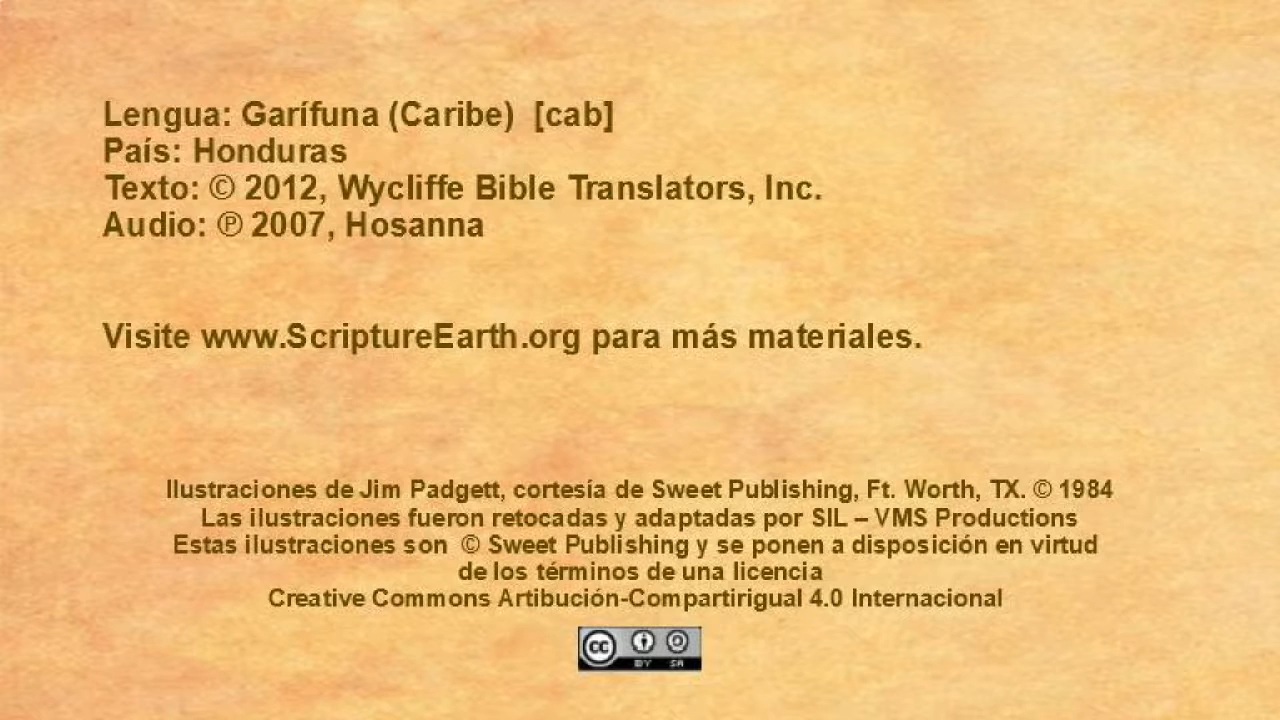 Lengua: Garífuna (Caribe)  [cab]
País: Honduras
Texto: © 2012, Wycliffe Bible Translators, Inc.
Audio: ℗ 2007, Hosanna
Visite www.ScriptureEarth.org para más materiales.
Ilustraciones de Jim Padgett, cortesía de Sweet Publishing, Ft. Worth, TX. © 1984
Las ilustraciones fueron retocadas y adaptadas por SIL – VMS Productions
Estas ilustraciones son  © Sweet Publishing y se ponen a disposición en virtud
de los términos de una licencia
Creative Commons Artibución-Compartirigual 4.0 Internacional
cc BY SA